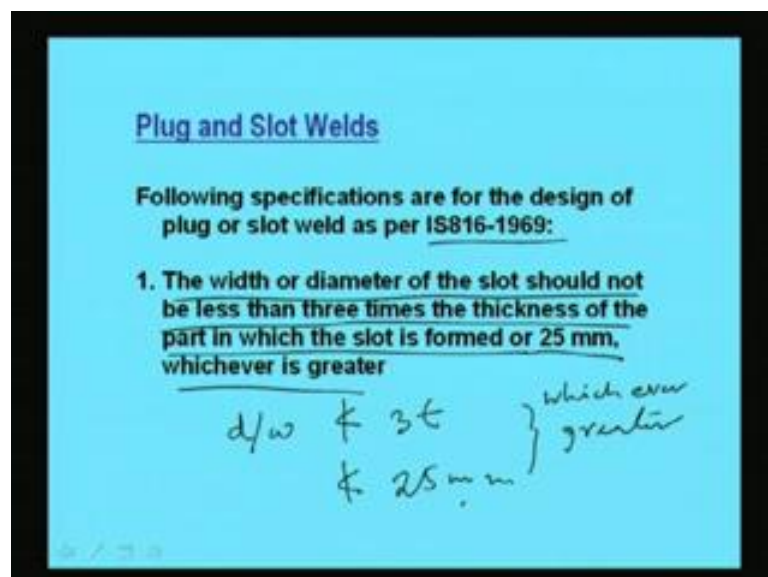 Plug and Slot Welds
Following specifications are for the design of
plug or slot weld as per IS816-1969:
1. The width or diameter of the slot should not
be less than three times the thickness of the
part in which the slot is formed or 25 mm,
whichever is greater
d/w ≮ 3t } which ever
≮ 25 mm greater